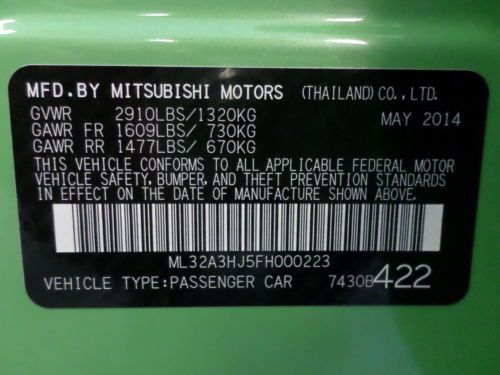 MFD.BY MITSUBISHI MOTORS (THAILAND) CO., LTD.
GVWR 2910LBS/1320KG MAY 2014
GAWR FR 1609LBS/ 730KG
GAWR RR 1477LBS/ 670KG
THIS VEHICLE CONFORMS TO ALL APPLICABLE FEDERAL MOTOR
VEHICLE SAFETY, BUMPER, AND THEFT PREVENTION STANDARDS
IN EFFECT ON THE DATE OF MANUFACTURE SHOWN ABOVE.
ML32A3HJ5FH000223
VEHICLE TYPE:PASSENGER CAR 7430B422